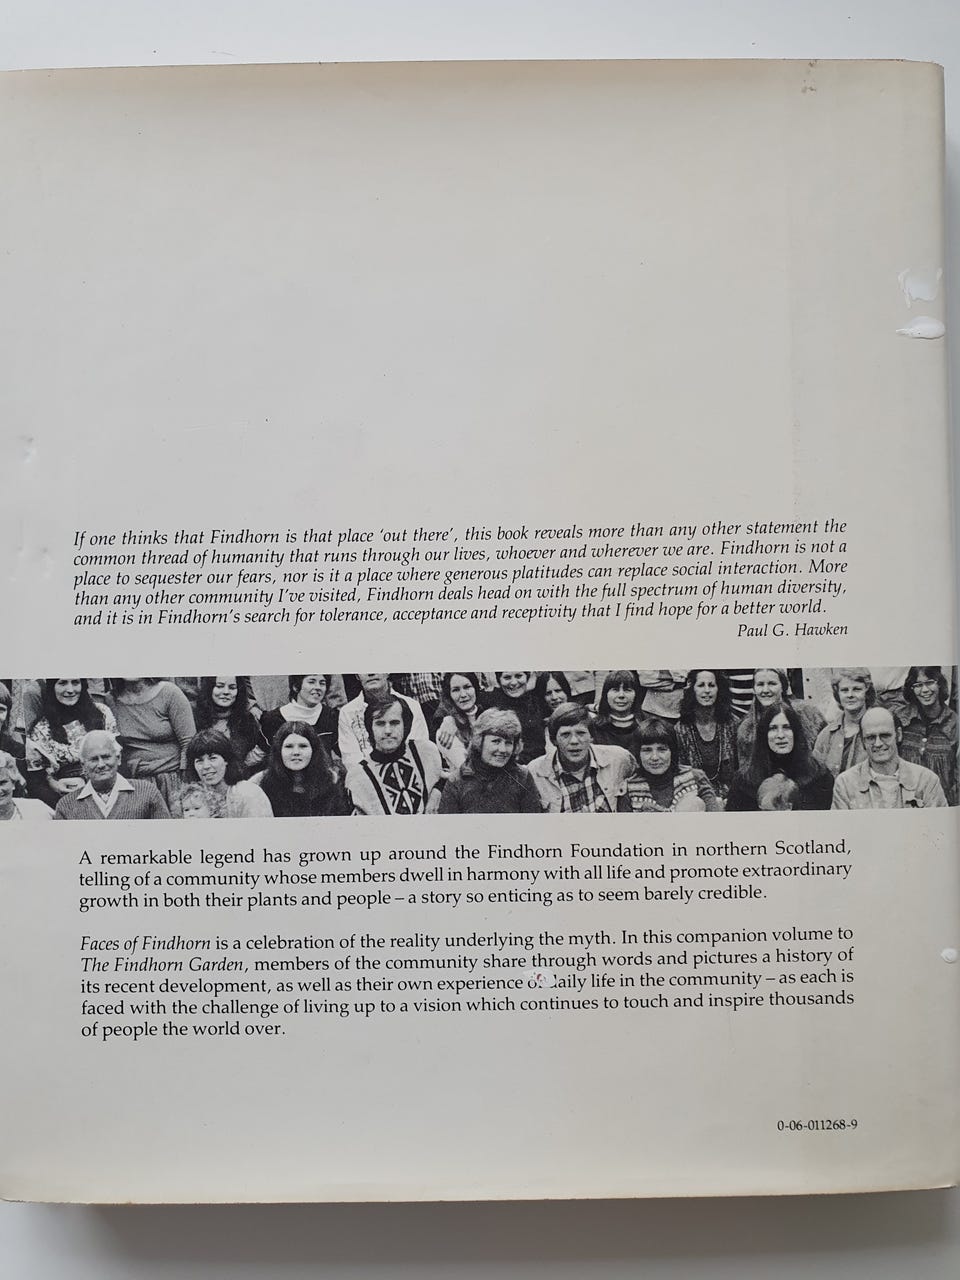 If one thinks that Findhorn is that place ‘out there’, this book reveals more than any other statement the
common thread of humanity that runs through our lives, whoever and wherever we are. Findhorn is not a
place to sequester our fears, nor is it a place where generous platitudes can replace social interaction. More
than any other community I’ve visited, Findhorn deals head on with the full spectrum of human diversity,
and it is in Findhorn’s search for tolerance, acceptance and receptivity that I find hope for a better world.
Paul G. Hawken
A remarkable legend has grown up around the Findhorn Foundation in northern Scotland,
telling of a community whose members dwell in harmony with all life and promote extraordinary
growth in both their plants and people – a story so enticing as to seem barely credible.
Faces of Findhorn is a celebration of the reality underlying the myth. In this companion volume to
The Findhorn Garden, members of the community share through words and pictures a history of
its recent development, as well as their own experience of daily life in the community – as each is
faced with the challenge of living up to a vision which continues to touch and inspire thousands
of people the world over.
0-06-011268-9